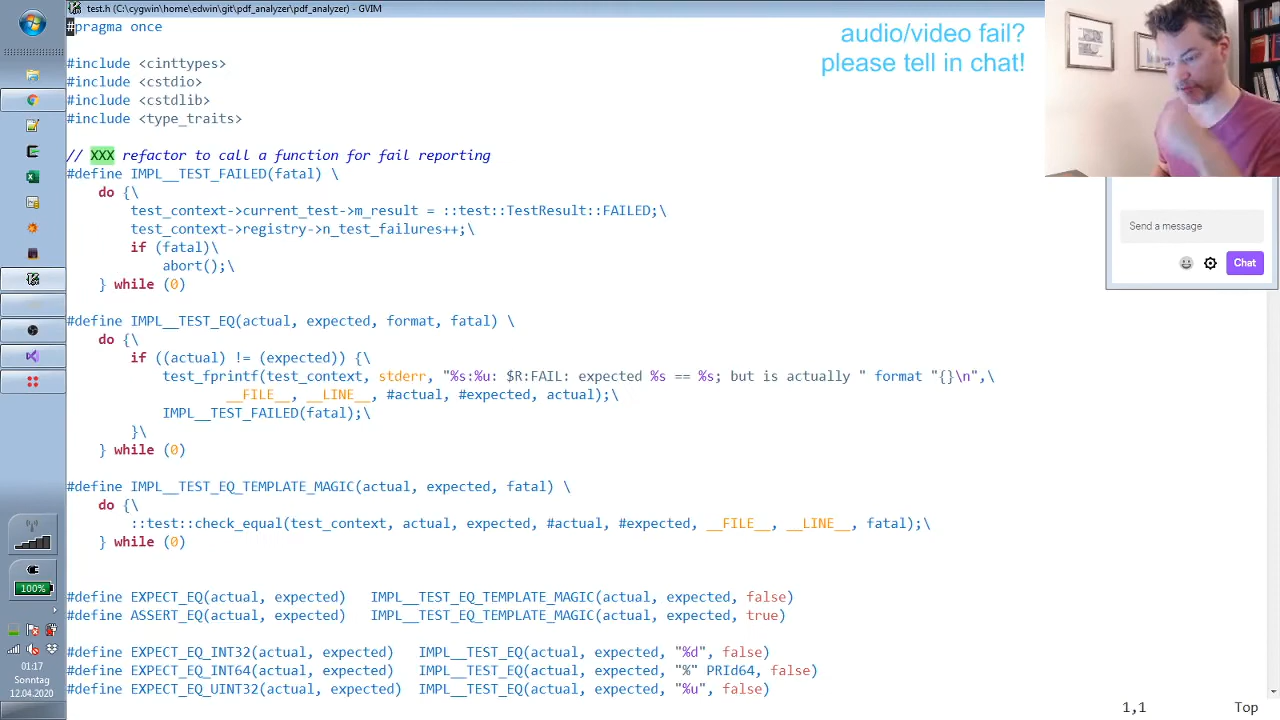 test.h (C:\cygwin\home\edwin\git\pdf_analyzer\pdf_analyzer) - GVIM
#pragma once
audio/video fail?
please tell in chat!
#include <cinttypes>
#include <cstdio>
#include <cstdlib>
#include <type_traits>
// XXX refactor to call a function for fail reporting
#define IMPL__TEST_FAILED(fatal) \
do {\
test_context->current_test->m_result = ::test::TestResult::FAILED;\
test_context->registry->n_test_failures++;\
if (fatal)\
abort();\
} while (0)
#define IMPL__TEST_EQ(actual, expected, format, fatal) \
do {\
if ((actual) != (expected)) {\
test_fprintf(test_context, stderr, "%s:%u: $R:FAIL: expected %s == %s; but is actually " format "{}\n",\
__FILE__, __LINE__, #actual, #expected, actual);\
IMPL__TEST_FAILED(fatal);\
}\
} while (0)
#define IMPL__TEST_EQ_TEMPLATE_MAGIC(actual, expected, fatal) \
do {\
::test::check_equal(test_context, actual, expected, #actual, #expected, __FILE__, __LINE__, fatal);\
} while (0)
#define EXPECT_EQ(actual, expected) IMPL__TEST_EQ_TEMPLATE_MAGIC(actual, expected, false)
#define ASSERT_EQ(actual, expected) IMPL__TEST_EQ_TEMPLATE_MAGIC(actual, expected, true)
#define EXPECT_EQ_INT32(actual, expected) IMPL__TEST_EQ(actual, expected, "%d", false)
#define EXPECT_EQ_INT64(actual, expected) IMPL__TEST_EQ(actual, expected, "%" PRId64, false)
#define EXPECT_EQ_UINT32(actual, expected) IMPL__TEST_EQ(actual, expected, "%u", false)
1,1 Top
Send a message
Chat
100%
01:17
Sonntag
12.04.2020